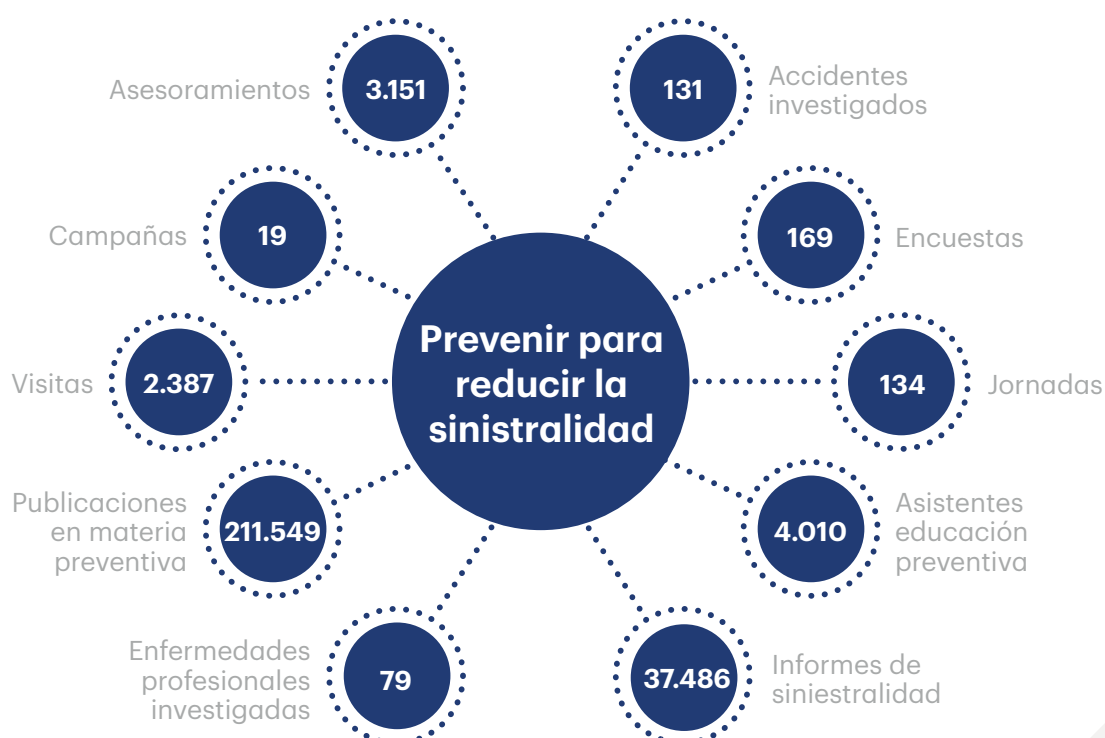 Asesoramientos
3.151
131
Accidentes
investigados
Campañas
19
169
Encuestas
Prevenir para
reducir la
sinistralidad
Visitas
2.387
134
Jornadas
Publicaciones
en materia
preventiva
211.549
4.010
Asistentes
educación
preventiva
Enfermedades
profesionales
investigadas
79
37.486
Informes de
siniestralidad